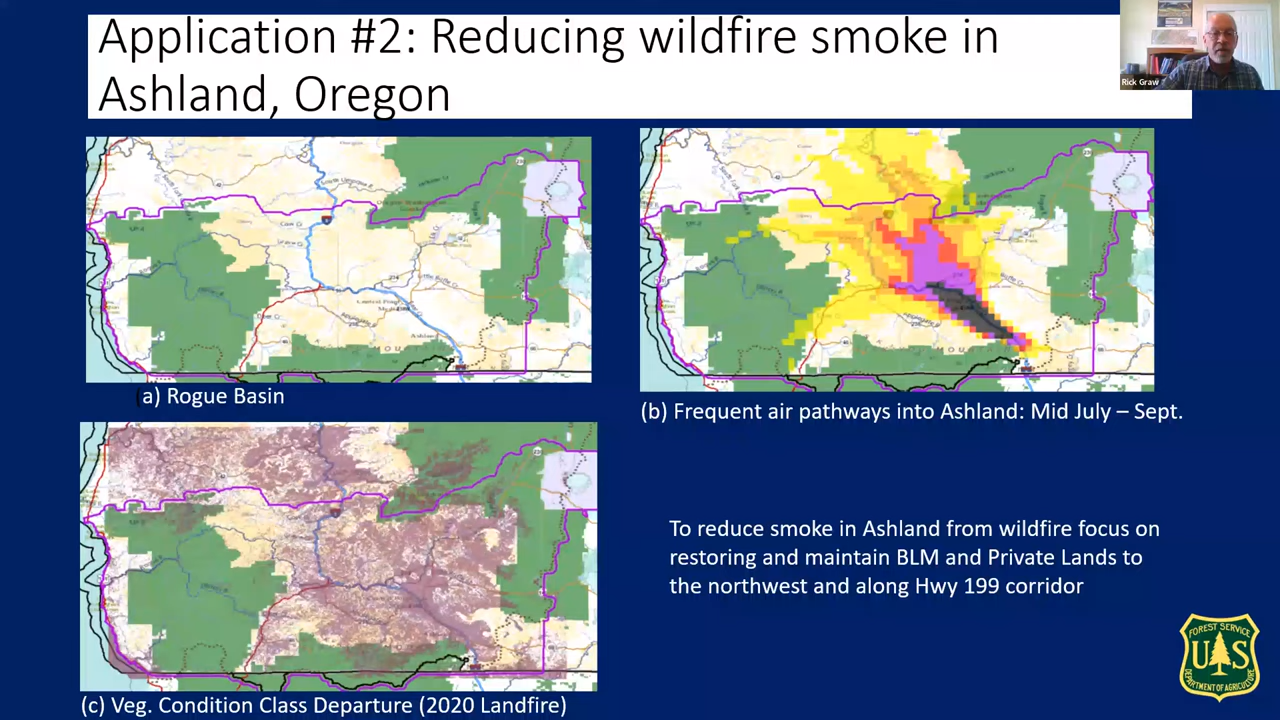 Application #2: Reducing wildfire smoke in
Ashland, Oregon
Rick Graw
(a) Rogue Basin
(b) Frequent air pathways into Ashland: Mid July – Sept.
To reduce smoke in Ashland from wildfire focus on
restoring and maintain BLM and Private Lands to
the northwest and along Hwy 199 corridor
(c) Veg. Condition Class Departure (2020 Landfire)
FOREST SERVICE
U S
DEPARTMENT OF AGRICULTURE